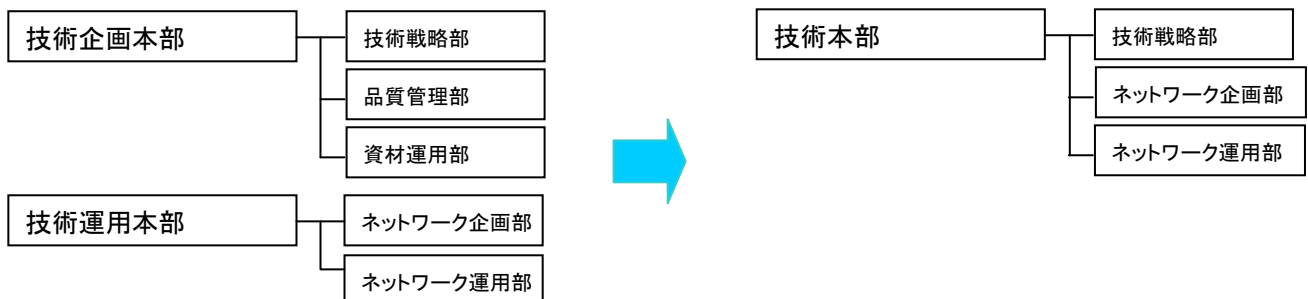 技術企画本部
技術戦略部
品質管理部
資材運用部
技術運用本部
ネットワーク企画部
ネットワーク運用部
技術本部
技術戦略部
ネットワーク企画部
ネットワーク運用部